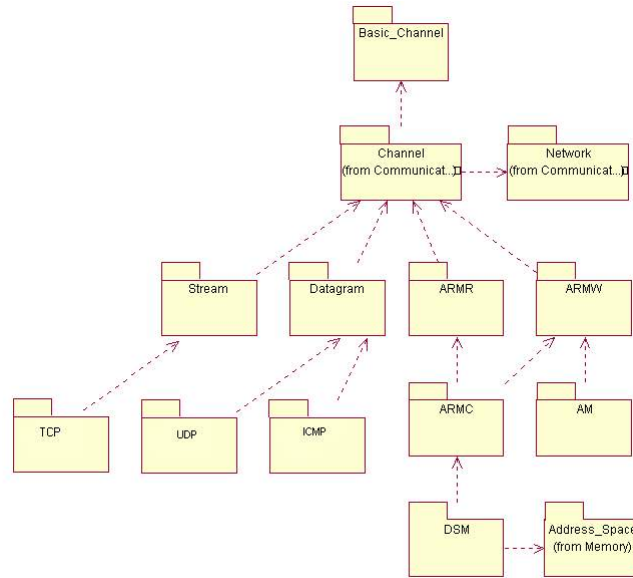 Basic_Channel
Channel
(from Communicat...)
Network
(from Communicat...)
Stream
Datagram
ARMR
ARMW
TCP
UDP
ICMP
ARMC
AM
DSM
Address_Space
(from Memory)